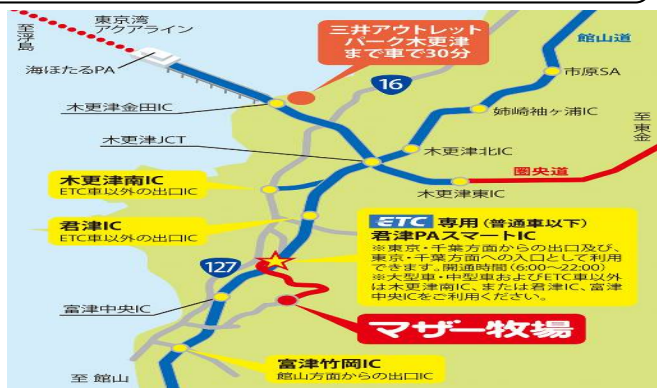 東京湾
アクアライン
至浮島
海ほたるPA
三井アウトレット
パーク木更津
まで車で30分
16
館山道
市原SA
木更津金田IC
姉崎袖ヶ浦IC
至東金
木更津JCT
木更津北IC
圏央道
木更津南IC
ETC車以外の出口IC
木更津東IC
君津IC
ETC車以外の出口IC
ETC 専用(普通車以下)
君津PAスマートIC
※東京・千葉方面からの出口及び、
東京・千葉方面への入口として利用
できます。開通時間(6:00~22:00)
※大型車・中型車およびETC車以外
は木更津南IC、または君津IC、富津
中央ICをご利用ください。
127
富津中央IC
マザー牧場
富津竹岡IC
館山方面からの出口IC
至 館山